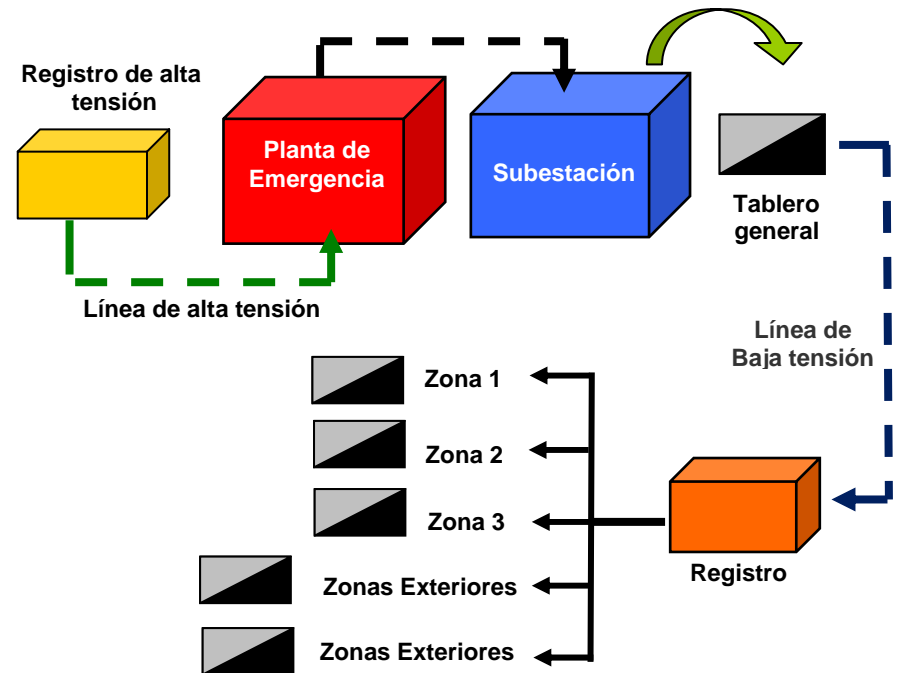 Registro de alta
tensión
Planta de
Emergencia
Subestación
Tablero
general
Línea de alta tensión
Línea de
Baja tensión
Zona 1
Zona 2
Zona 3
Registro
Zonas Exteriores
Zonas Exteriores